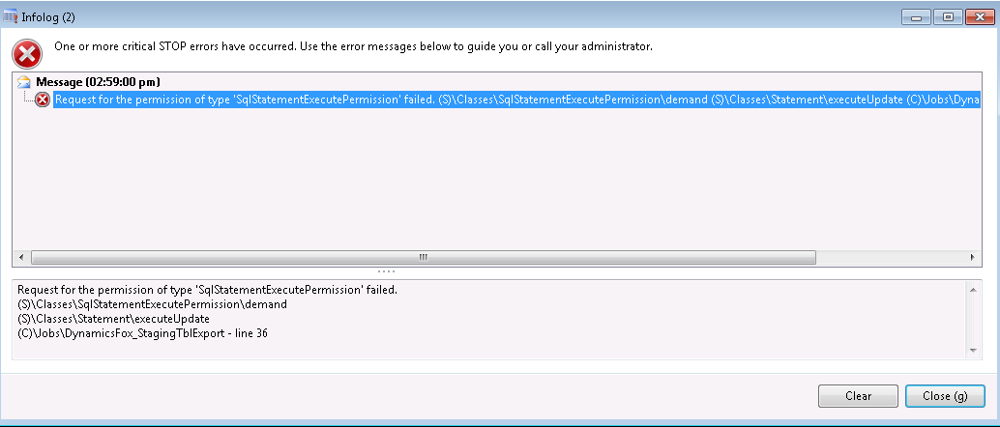 Infolog (2)
One or more critical STOP errors have occurred. Use the error messages below to guide you or call your administrator.
Message (02:59:00 pm)
Request for the permission of type 'SqlStatementExecutePermission' failed. (S)\Classes\SqlStatementExecutePermission\demand (S)\Classes\Statement\executeUpdate (C)\Jobs\Dyna
Request for the permission of type 'SqlStatementExecutePermission' failed.
(S)\Classes\SqlStatementExecutePermission\demand
(S)\Classes\Statement\executeUpdate
(C)\Jobs\DynamicsFox_StagingTblExport - line 36
Clear
Close (g)